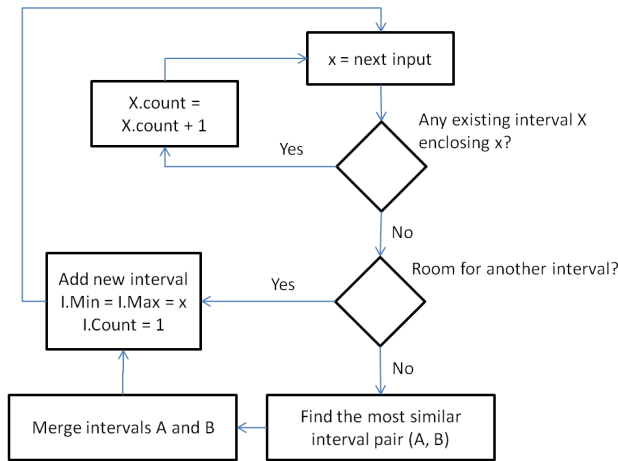 x = next input
X.count =
X.count + 1
Any existing interval X
enclosing x?
Yes
No
Room for another interval?
Add new interval
I.Min = I.Max = x
I.Count = 1
Yes
No
Merge intervals A and B
Find the most similar
interval pair (A, B)